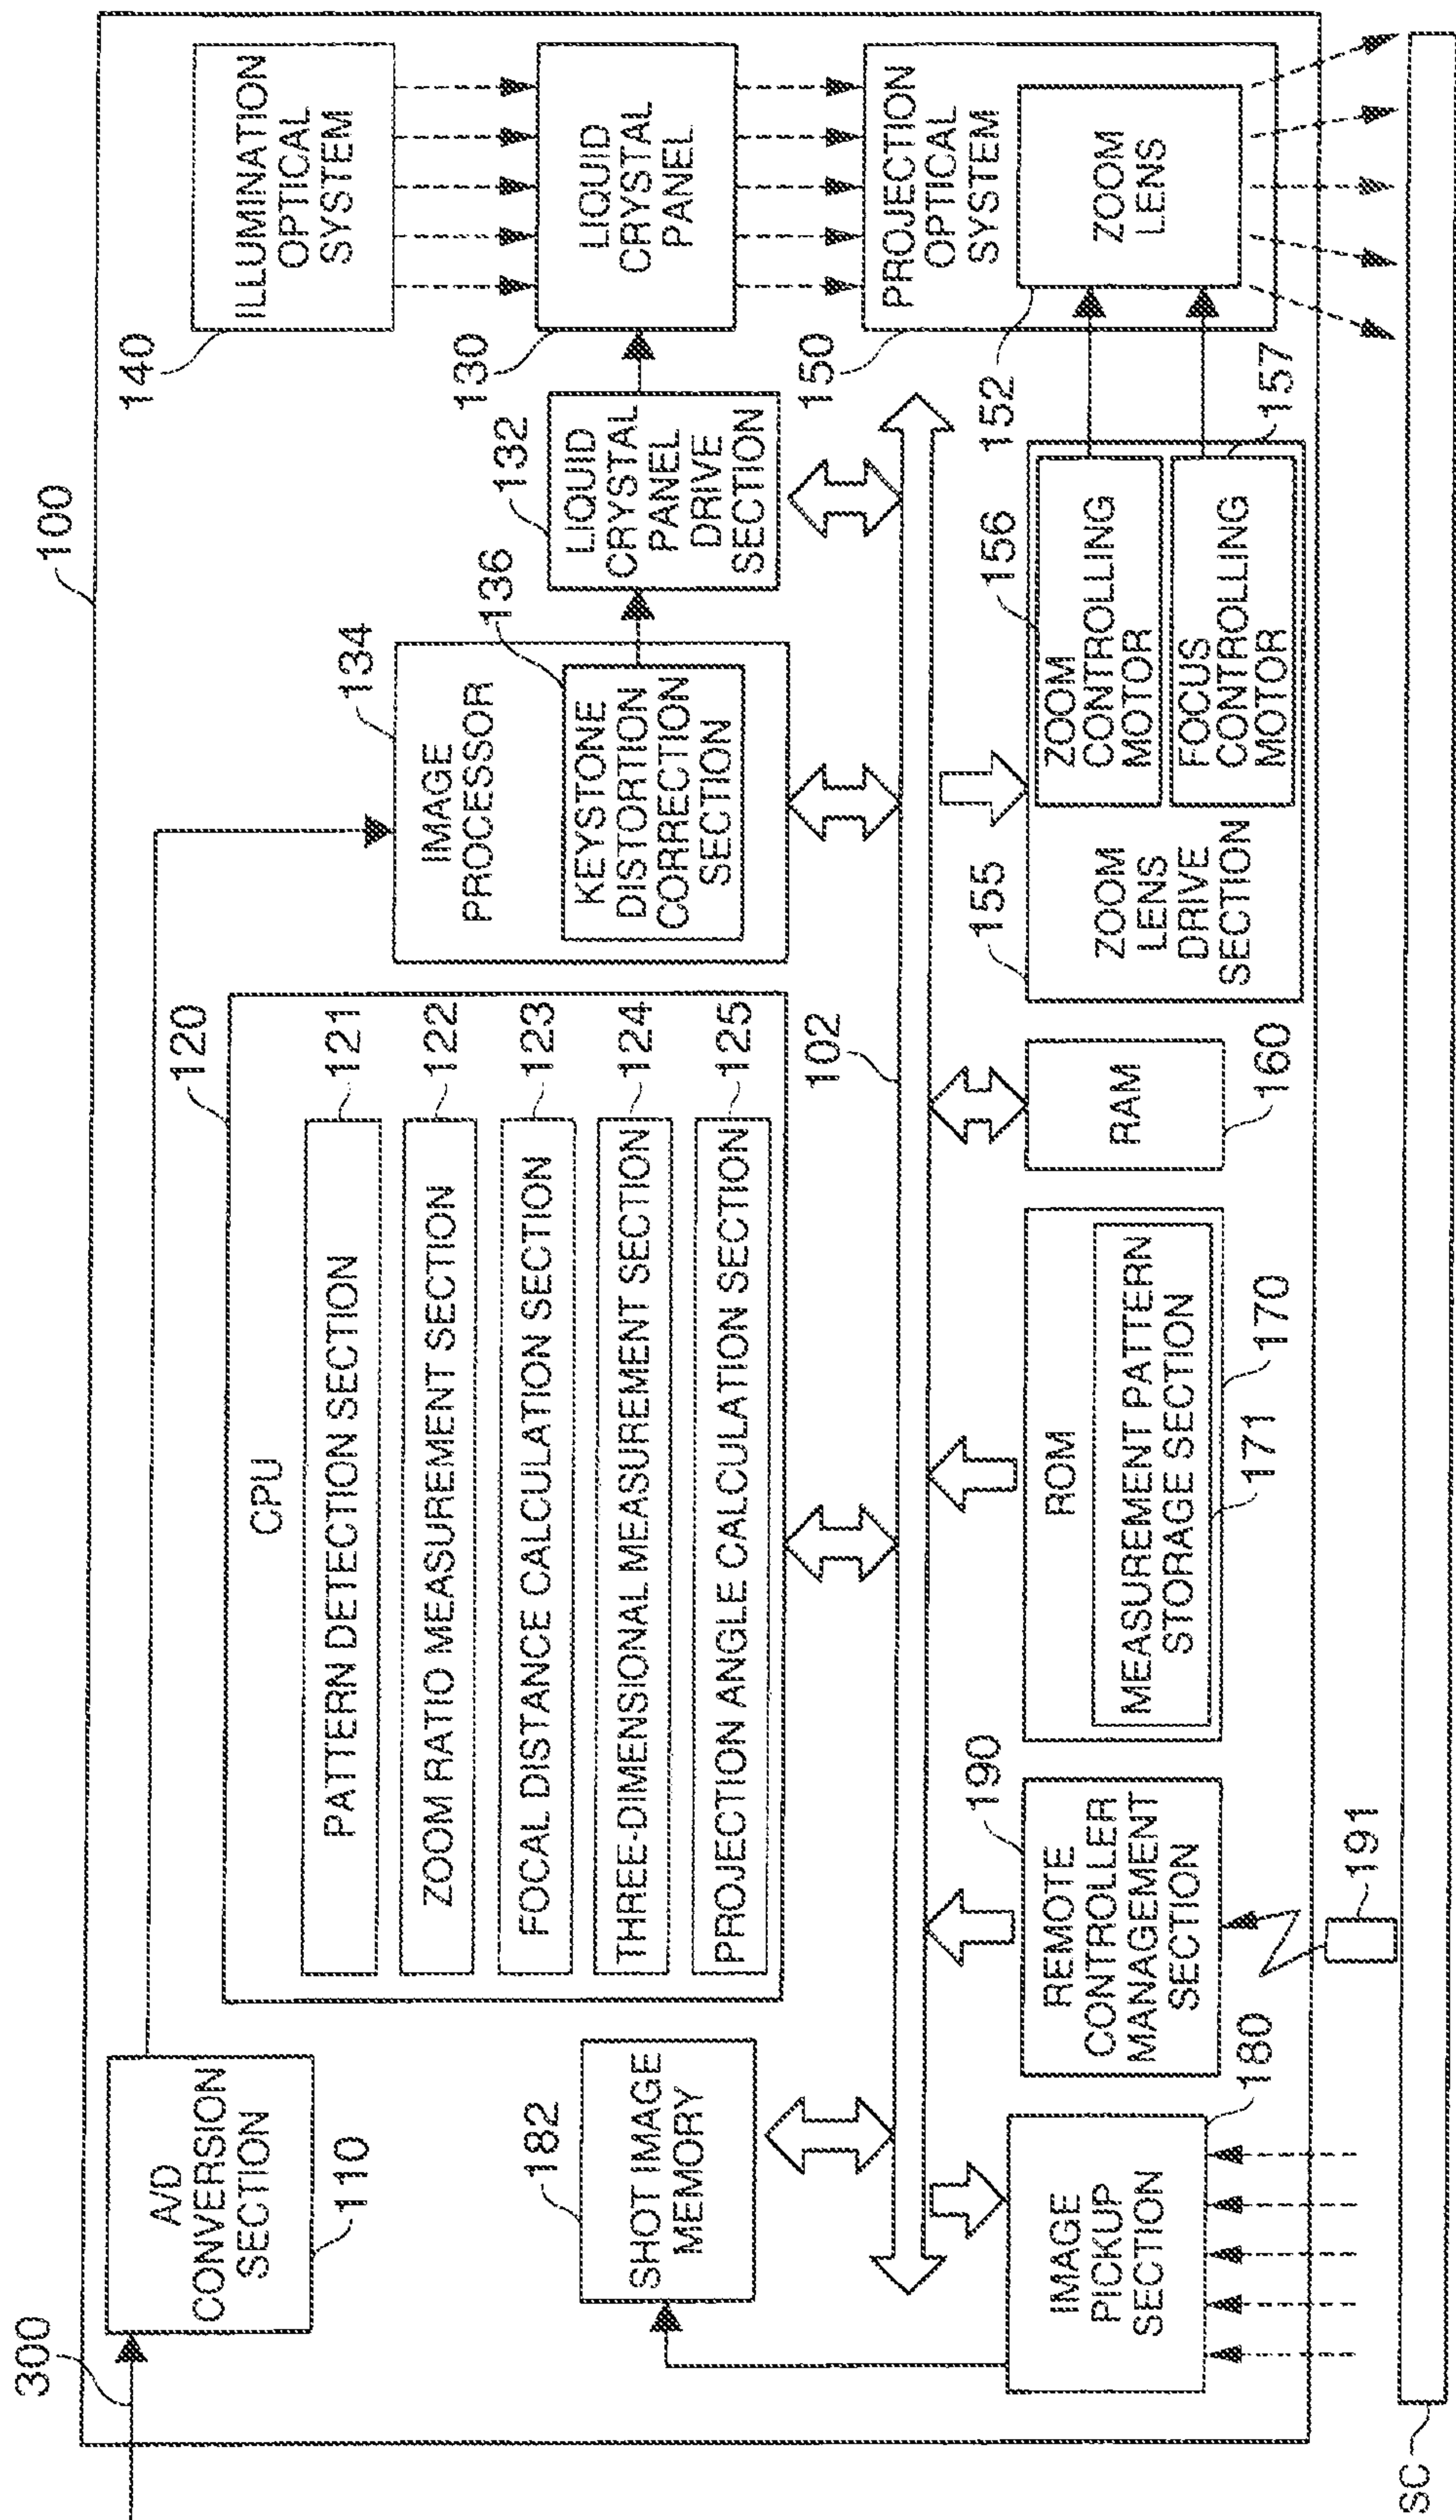 100
300
A/D
CONVERSION
SECTION
110
120
CPU
PATTERN DETECTION SECTION
121
ZOOM RATIO MEASUREMENT SECTION
122
FOCAL DISTANCE CALCULATION SECTION
123
THREE-DIMENSIONAL MEASUREMENT SECTION
124
PROJECTION ANGLE CALCULATION SECTION
125
134
IMAGE
PROCESSOR
136
KEYSTONE
DISTORTION
CORRECTION
SECTION
132
LIQUID
CRYSTAL
PANEL
DRIVE
SECTION
140
ILLUMINATION
OPTICAL
SYSTEM
130
LIQUID
CRYSTAL
PANEL
150
PROJECTION
OPTICAL
SYSTEM
152
ZOOM
LENS
182
SHOT IMAGE
MEMORY
102
IMAGE
PICKUP
SECTION
180
190
REMOTE
CONTROLLER
MANAGEMENT
SECTION
191
ROM
MEASUREMENT PATTERN
STORAGE SECTION
171
170
RAM
160
155
ZOOM
LENS
DRIVE
SECTION
156
ZOOM
CONTROLLING
MOTOR
FOCUS
CONTROLLING
MOTOR
157
SC